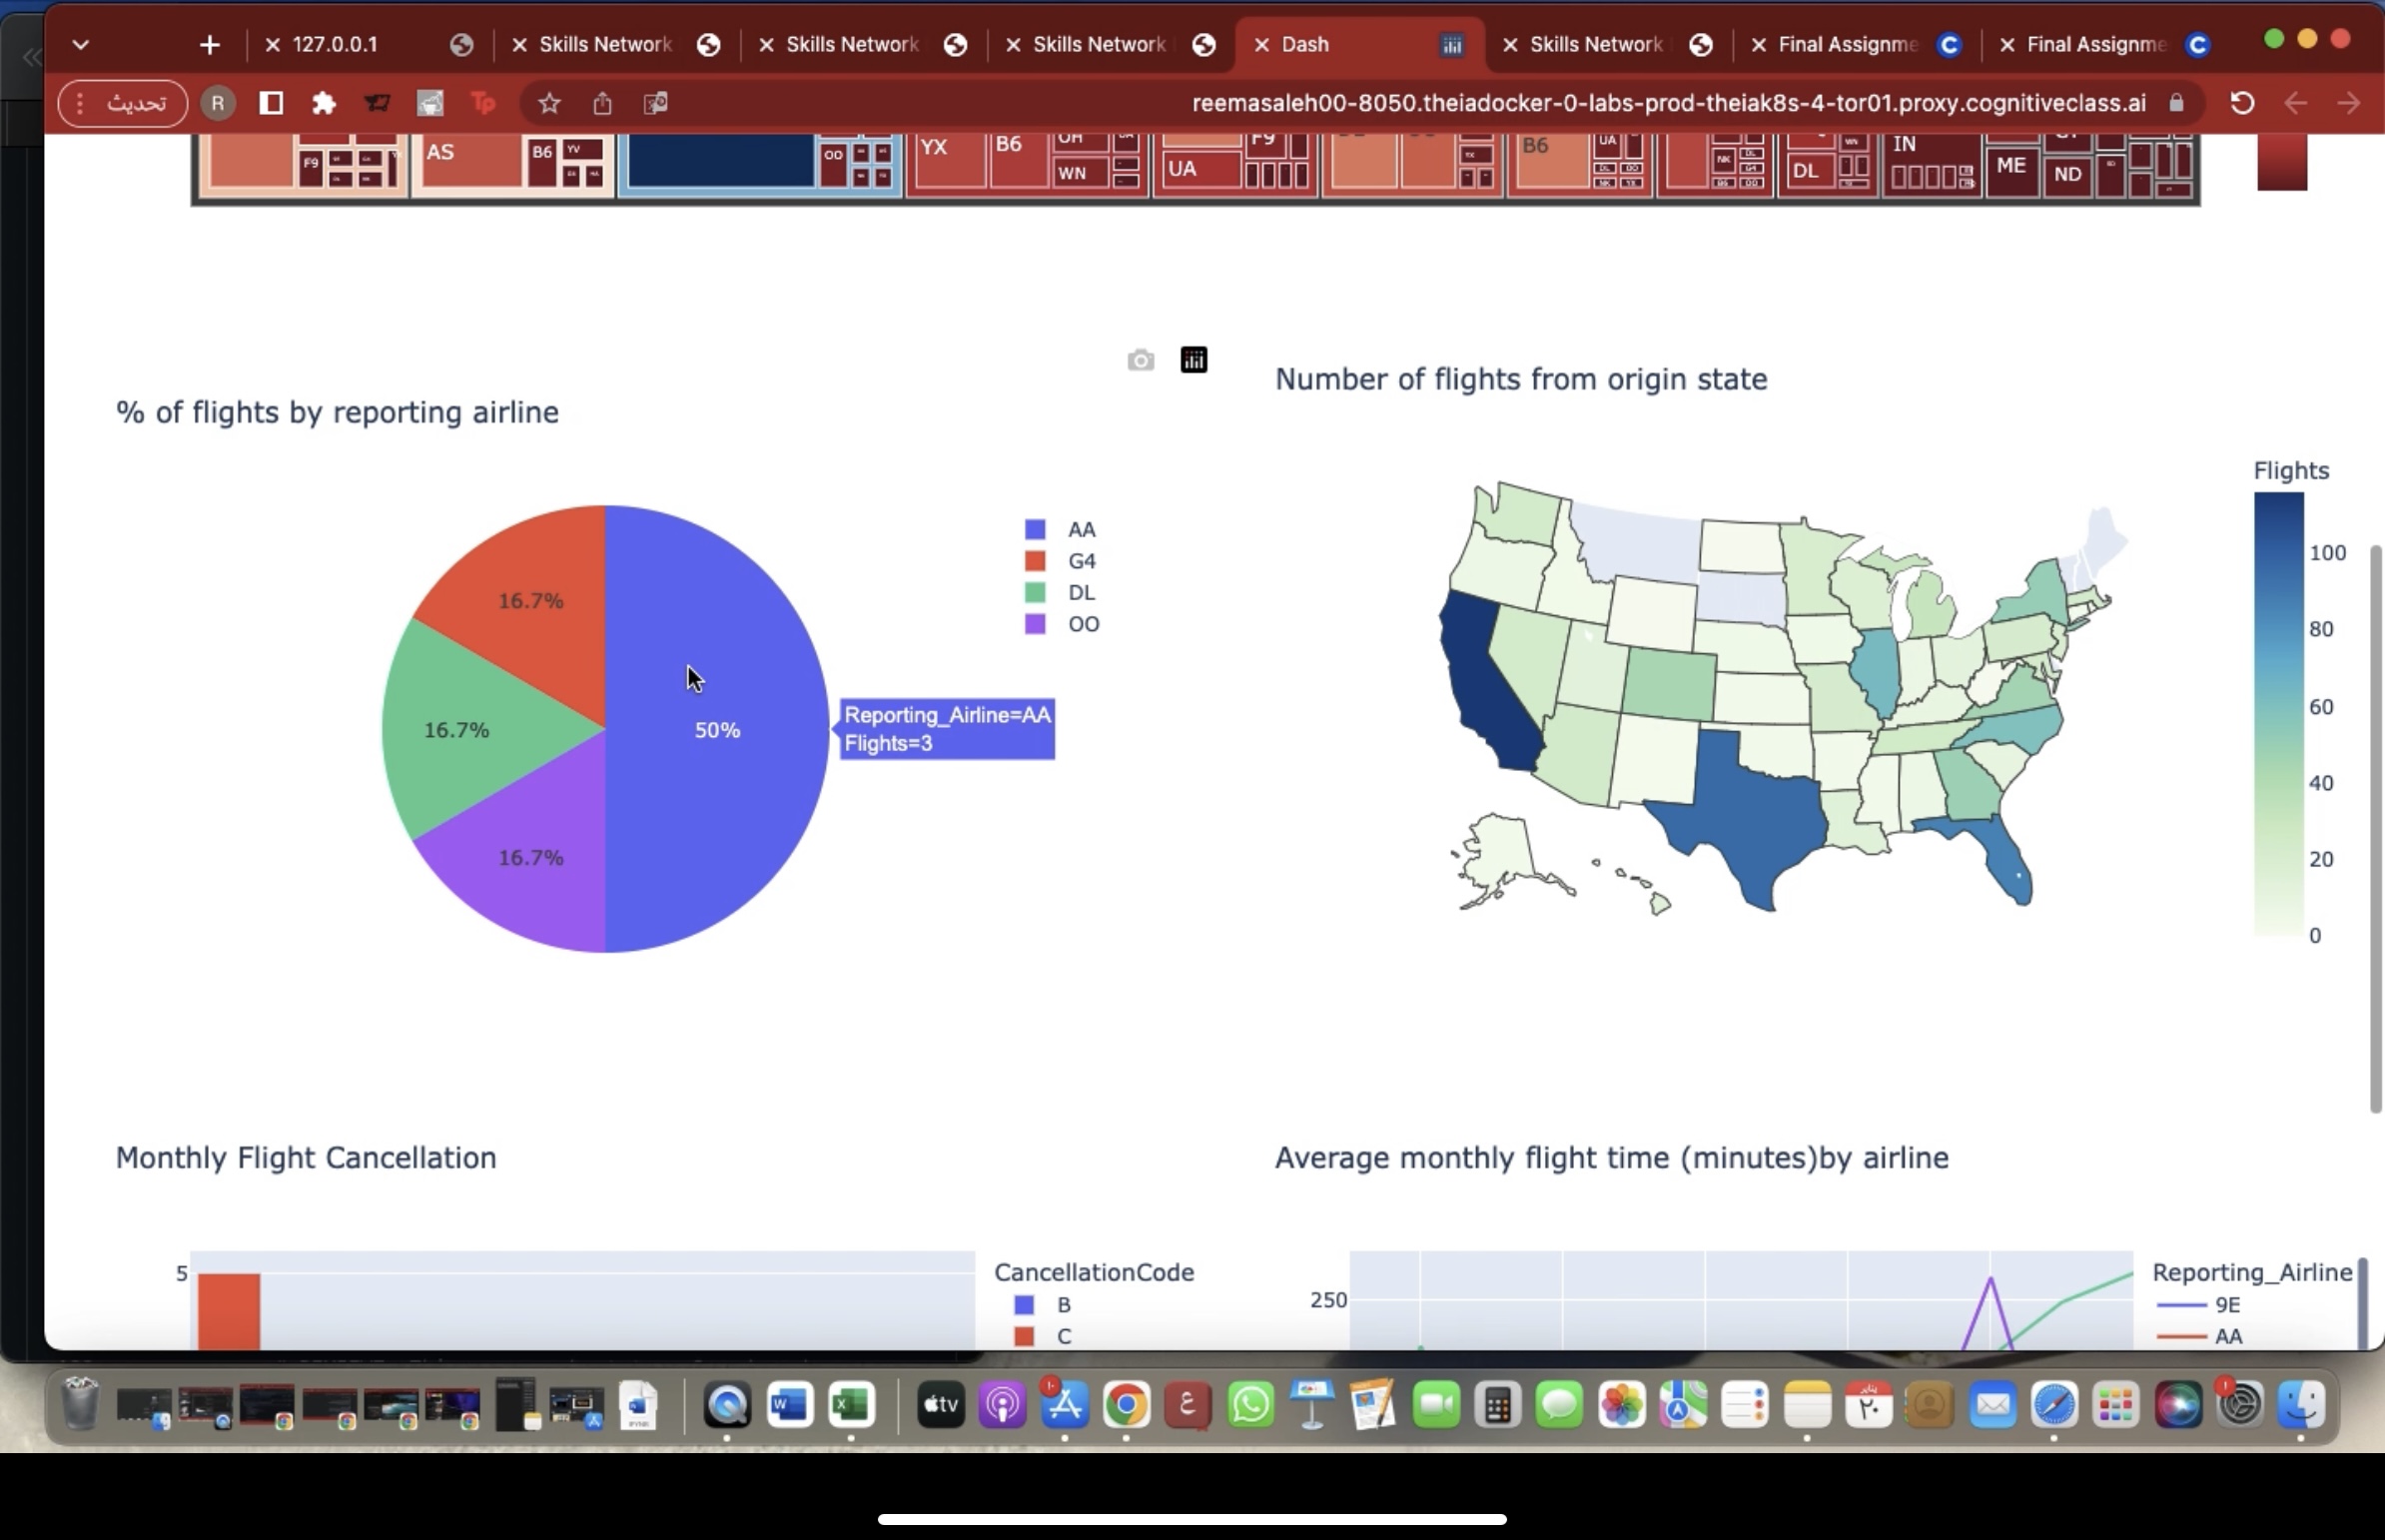 127.0.0.1
Skills Network
Skills Network
Skills Network
Dash
Skills Network
Final Assignme
Final Assignme
تحديث
R
Tp
reemasaleh00-8050.theiadocker-0-labs-prod-theiak8s-4-tor01.proxy.cognitiveclass.ai
F9
AS
B6
YV
OO
YX
B6
OH
WN
UA
F9
B6
UA
NK
DL
IN
ME
ND
% of flights by reporting airline
16.7%
16.7%
16.7%
50%
AA
G4
DL
OO
Reporting_Airline=AA
Flights=3
Number of flights from origin state
Flights
100
80
60
40
20
0
Monthly Flight Cancellation
5
CancellationCode
B
C
Average monthly flight time (minutes)by airline
250
Reporting_Airline
9E
AA
tv
يناير
٢٠